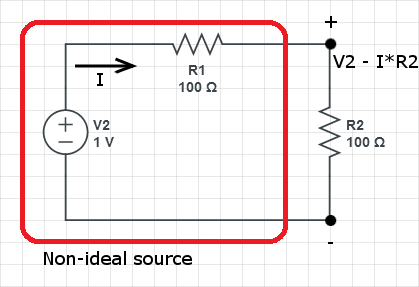 +
V2 - I*R2
I
R1
100 Ω
+
−
V2
1 V
R2
100 Ω
-
Non-ideal source